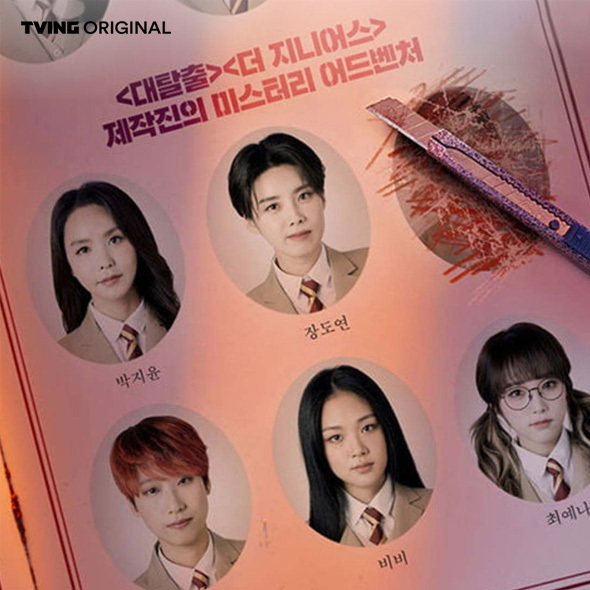 TVING ORIGINAL
<대탈출><더 지니어스>
제작진의 미스터리 어드벤쳐
장도연
박지윤
최예나
비비